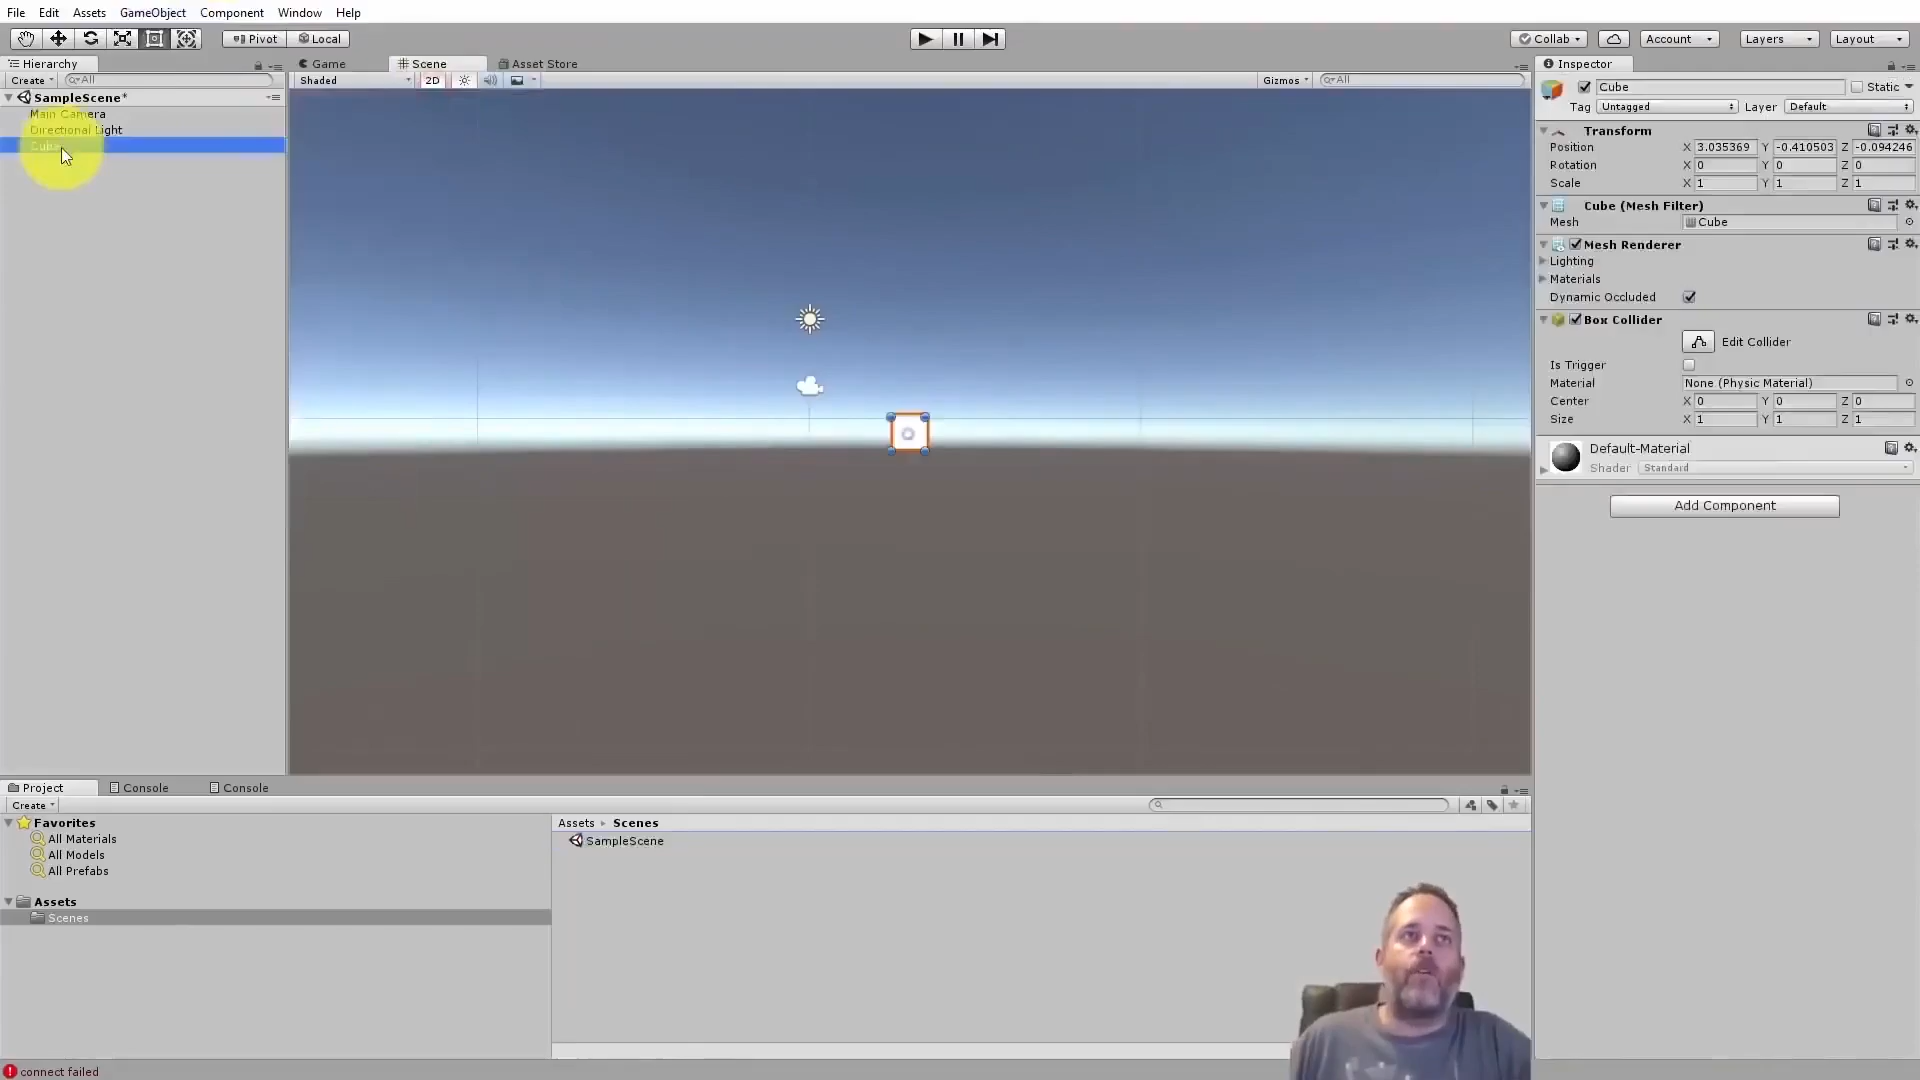 File Edit Assets GameObject Component Window Help
Pivot Local
Collab Account Layers Layout
Hierarchy
Create All
SampleScene*
Main Camera
Directional Light
Cube
Game Scene Asset Store
Shaded 2D Gizmos All
Inspector
Cube Static
Tag Untagged Layer Default
Transform
Position X 3.035369 Y -0.410503 Z -0.094246
Rotation X 0 Y 0 Z 0
Scale X 1 Y 1 Z 1
Cube (Mesh Filter)
Mesh Cube
Mesh Renderer
Lighting
Materials
Dynamic Occluded
Box Collider
Edit Collider
Is Trigger
Material None (Physic Material)
Center X 0 Y 0 Z 0
Size X 1 Y 1 Z 1
Default-Material
Shader Standard
Add Component
Project Console Console
Create
Favorites
All Materials
All Models
All Prefabs
Assets
Scenes
Assets Scenes
SampleScene
connect failed